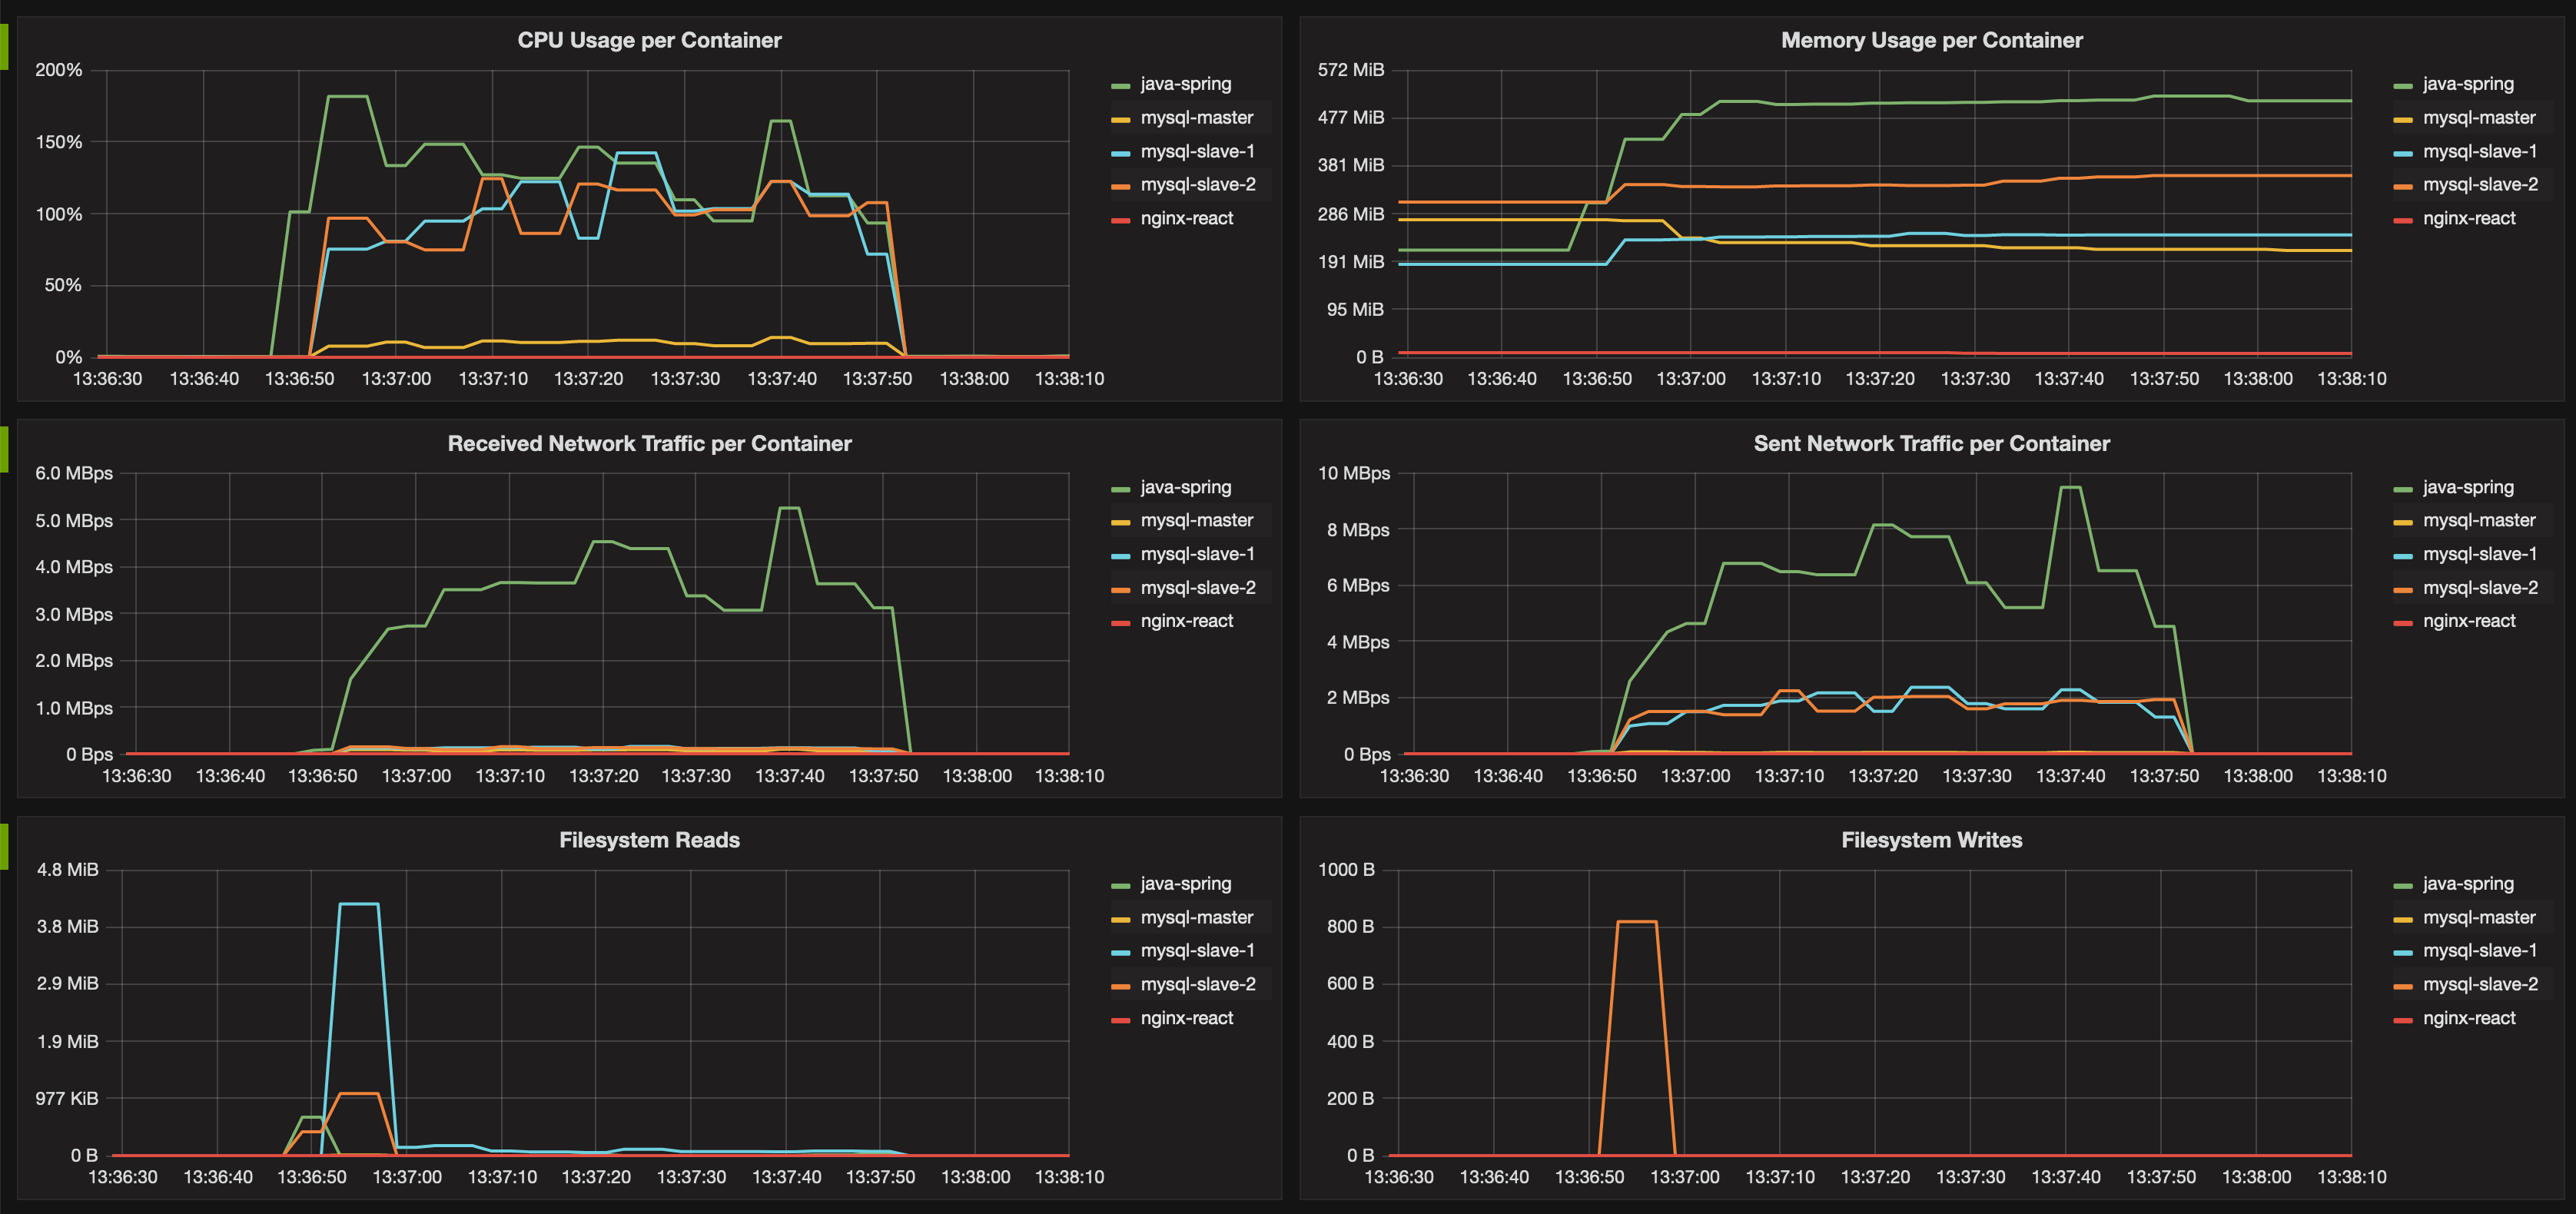 CPU Usage per Container
200%
150%
100%
50%
0%
13:36:30 13:36:40 13:36:50 13:37:00 13:37:10 13:37:20 13:37:30 13:37:40 13:37:50 13:38:00 13:38:10
java-spring
mysql-master
mysql-slave-1
mysql-slave-2
nginx-react
Memory Usage per Container
572 MiB
477 MiB
381 MiB
286 MiB
191 MiB
95 MiB
0 B
13:36:30 13:36:40 13:36:50 13:37:00 13:37:10 13:37:20 13:37:30 13:37:40 13:37:50 13:38:00 13:38:10
java-spring
mysql-master
mysql-slave-1
mysql-slave-2
nginx-react
Received Network Traffic per Container
6.0 MBps
5.0 MBps
4.0 MBps
3.0 MBps
2.0 MBps
1.0 MBps
0 Bps
13:36:30 13:36:40 13:36:50 13:37:00 13:37:10 13:37:20 13:37:30 13:37:40 13:37:50 13:38:00 13:38:10
java-spring
mysql-master
mysql-slave-1
mysql-slave-2
nginx-react
Sent Network Traffic per Container
10 MBps
8 MBps
6 MBps
4 MBps
2 MBps
0 Bps
13:36:30 13:36:40 13:36:50 13:37:00 13:37:10 13:37:20 13:37:30 13:37:40 13:37:50 13:38:00 13:38:10
java-spring
mysql-master
mysql-slave-1
mysql-slave-2
nginx-react
Filesystem Reads
4.8 MiB
3.8 MiB
2.9 MiB
1.9 MiB
977 KiB
0 B
13:36:30 13:36:40 13:36:50 13:37:00 13:37:10 13:37:20 13:37:30 13:37:40 13:37:50 13:38:00 13:38:10
java-spring
mysql-master
mysql-slave-1
mysql-slave-2
nginx-react
Filesystem Writes
1000 B
800 B
600 B
400 B
200 B
0 B
13:36:30 13:36:40 13:36:50 13:37:00 13:37:10 13:37:20 13:37:30 13:37:40 13:37:50 13:38:00 13:38:10
java-spring
mysql-master
mysql-slave-1
mysql-slave-2
nginx-react